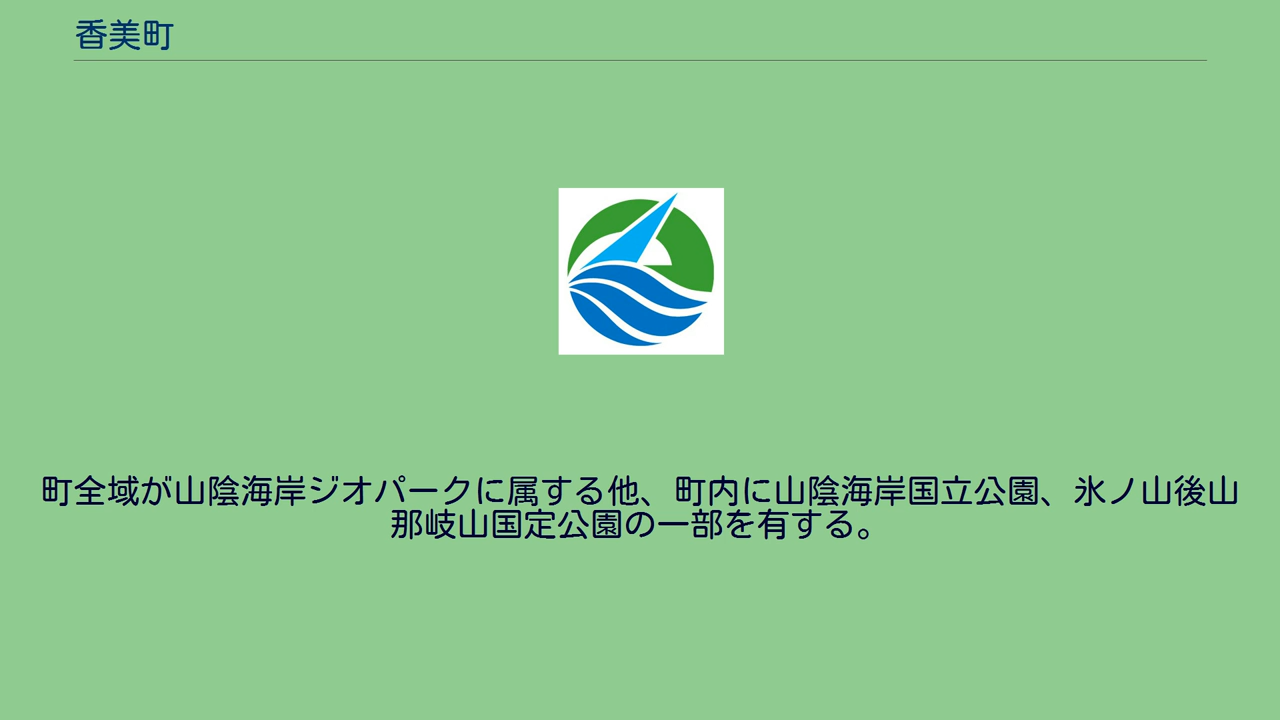 香美町
町全域が山陰海岸ジオパークに属する他、町内に山陰海岸国立公園、氷ノ山後山
那岐山国定公園の一部を有する。